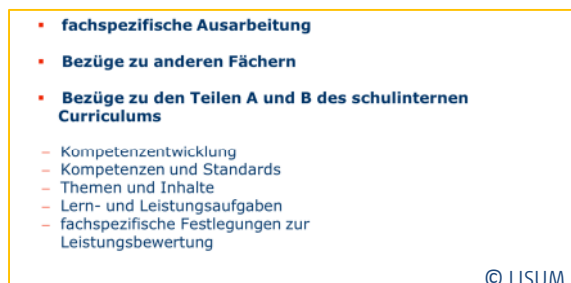 ▪ fachspezifische Ausarbeitung
▪ Bezüge zu anderen Fächern
▪ Bezüge zu den Teilen A und B des schulinternen
Curriculums
– Kompetenzentwicklung
– Kompetenzen und Standards
– Themen und Inhalte
– Lern- und Leistungsaufgaben
– fachspezifische Festlegungen zur
Leistungsbewertung
© LISUM